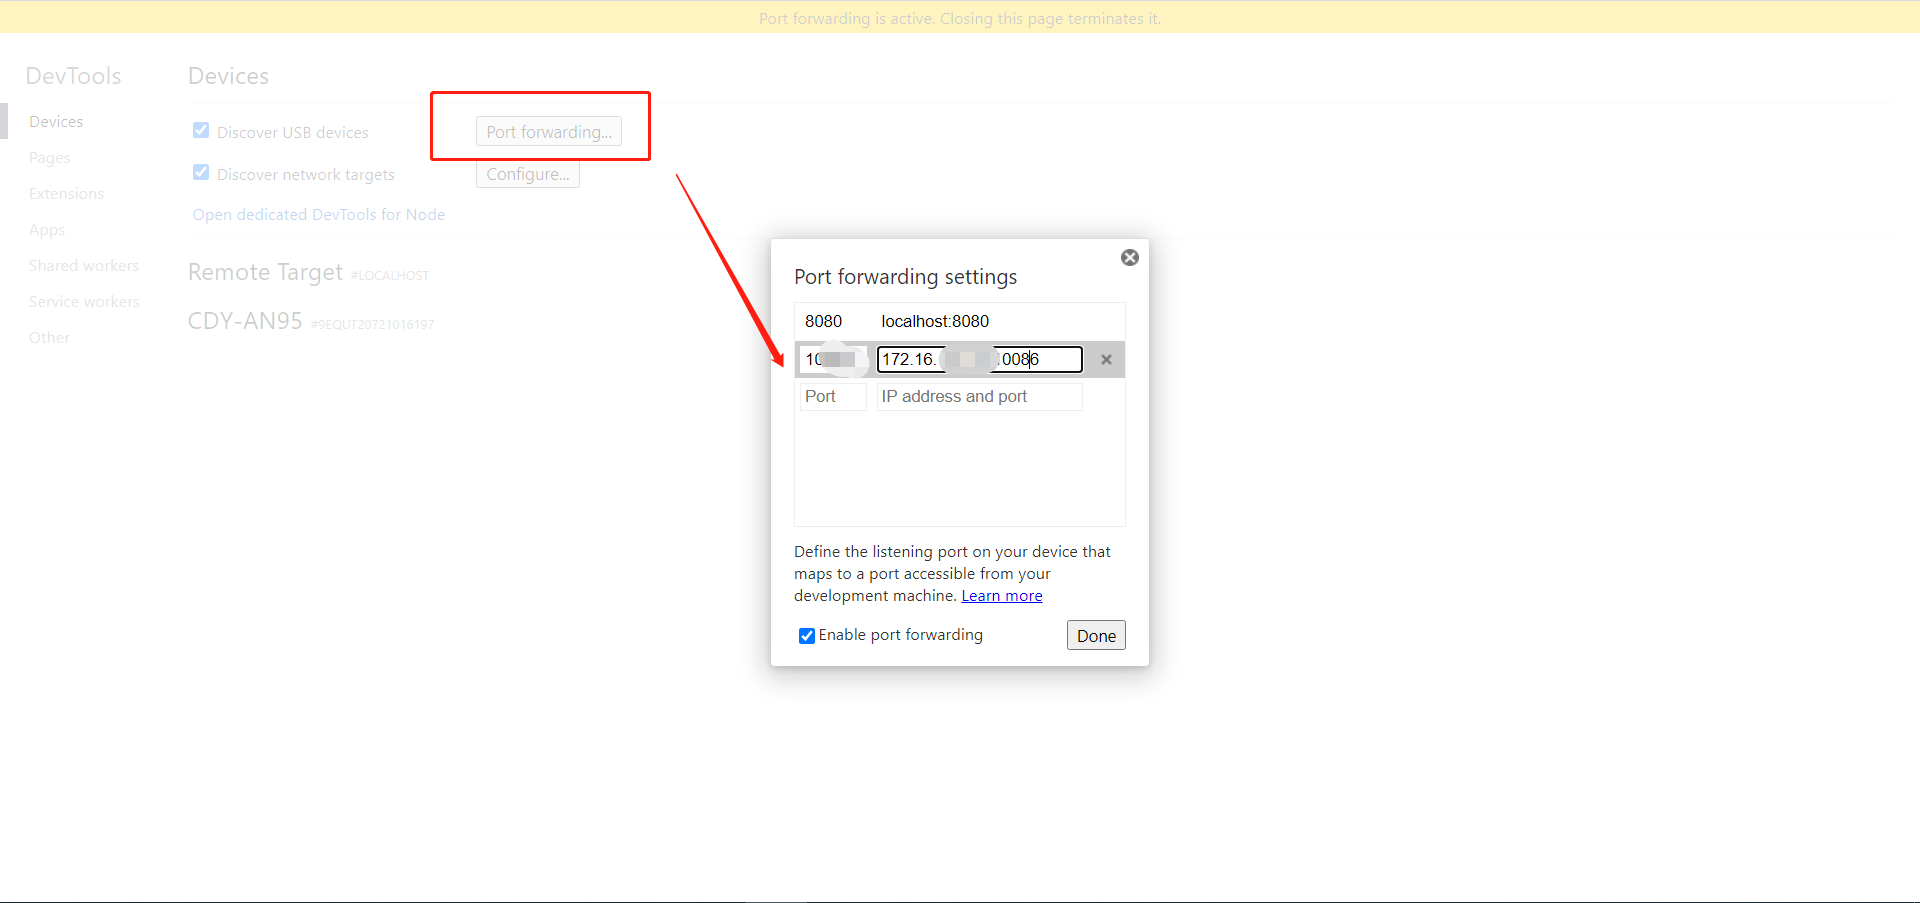 Port forwarding is active. Closing this page terminates it.
DevTools
Devices
Pages
Extensions
Apps
Shared workers
Service workers
Other
Devices
Discover USB devices
Port forwarding...
Discover network targets
Configure...
Open dedicated DevTools for Node
Remote Target #LOCALHOST
CDY-AN95 #9EQUT20721016197
Port forwarding settings
8080 localhost:8080
10 172.16. 0086
Port IP address and port
Define the listening port on your device that
maps to a port accessible from your
development machine. Learn more
Enable port forwarding
Done